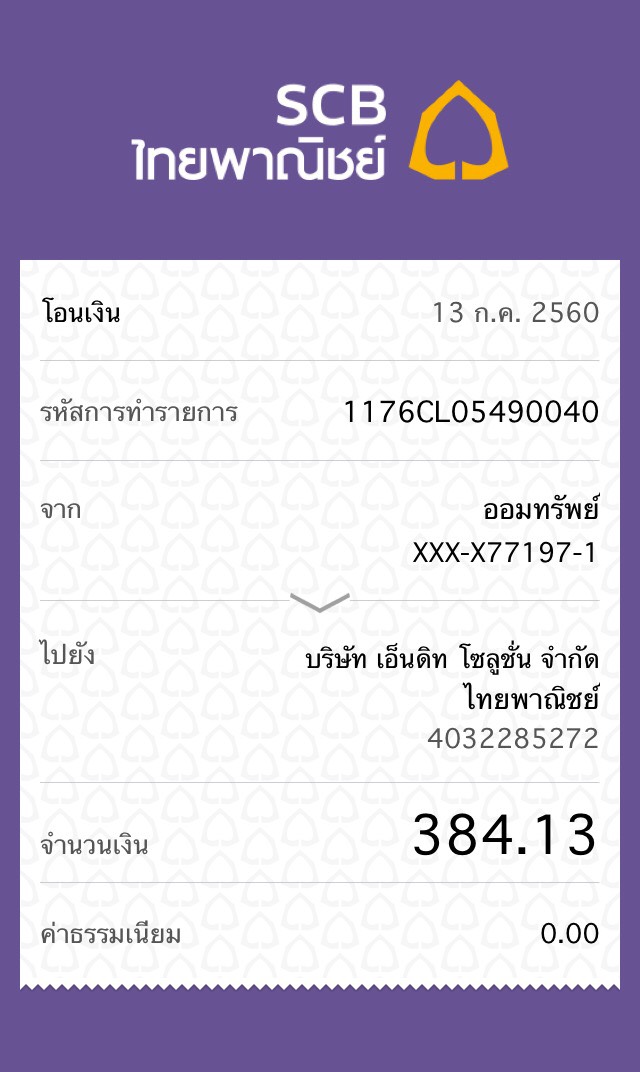 SCB
ไทยพาณิชย์
โอนเงิน 13 ก.ค. 2560
รหัสการทำรายการ 1176CL05490040
จาก ออมทรัพย์
XXX-X77197-1
ไปยัง บริษัท เอ็นดิท โซลูชั่น จำกัด
ไทยพาณิชย์
4032285272
จำนวนเงิน 384.13
ค่าธรรมเนียม 0.00